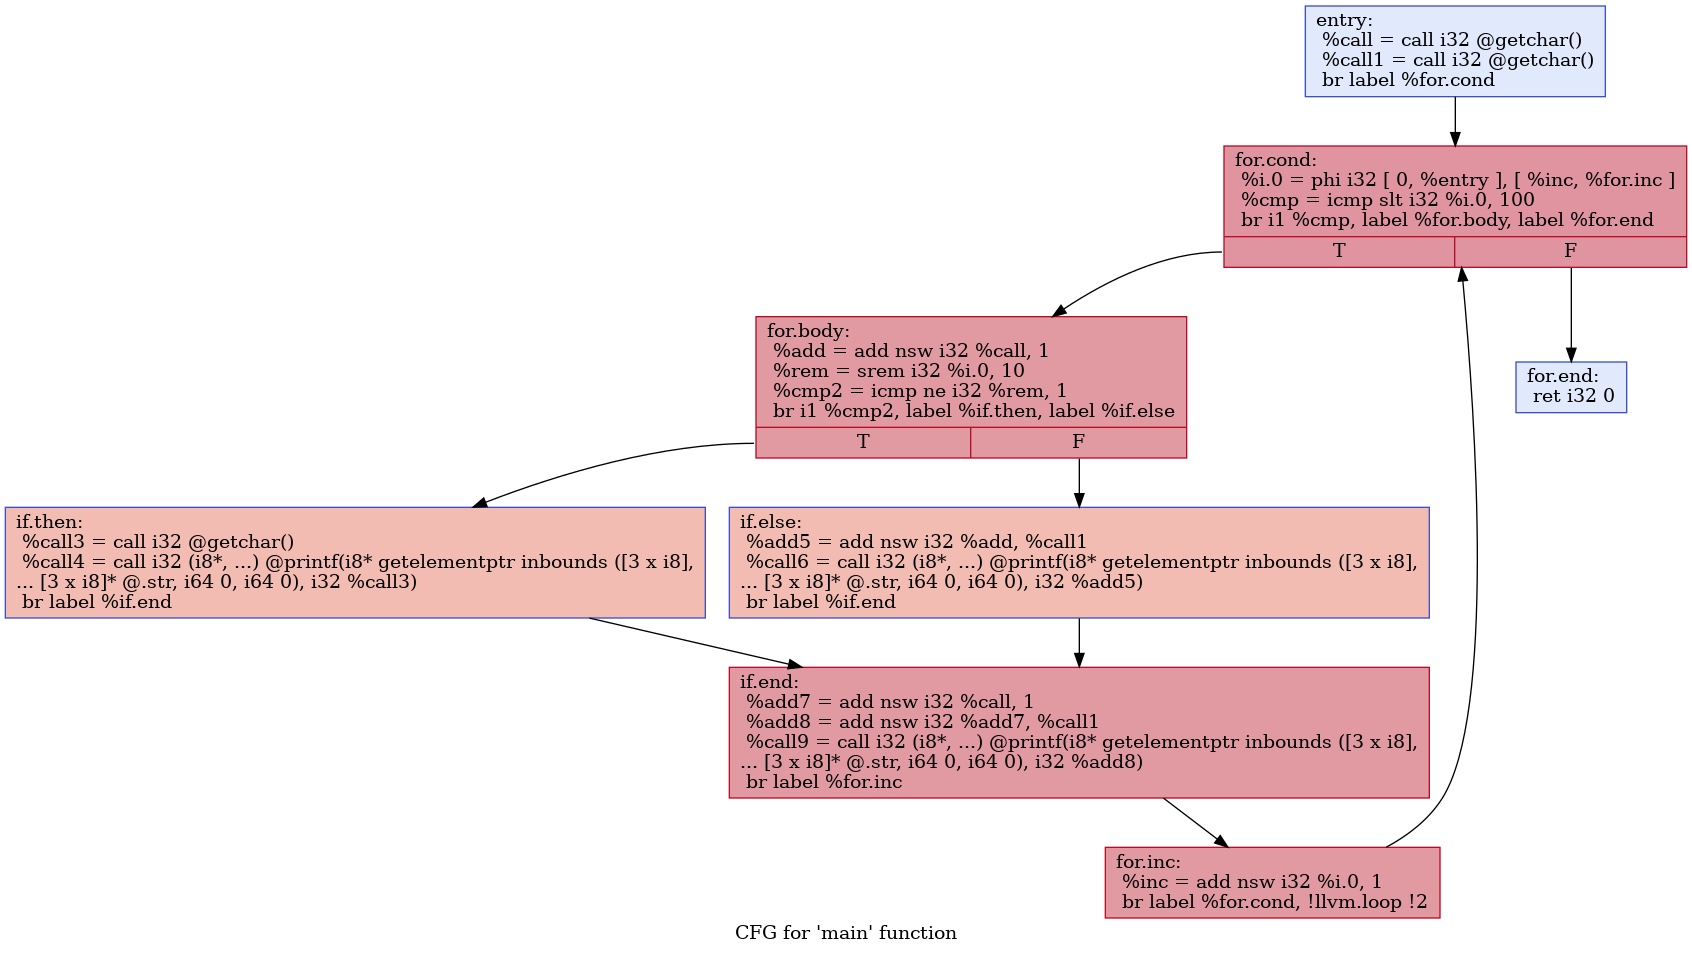 entry:
%call = call i32 @getchar()
%call1 = call i32 @getchar()
br label %for.cond
for.cond:
%i.0 = phi i32 [ 0, %entry ], [ %inc, %for.inc ]
%cmp = icmp slt i32 %i.0, 100
br i1 %cmp, label %for.body, label %for.end
T
F
for.body:
%add = add nsw i32 %call, 1
%rem = srem i32 %i.0, 10
%cmp2 = icmp ne i32 %rem, 1
br i1 %cmp2, label %if.then, label %if.else
T
F
for.end:
ret i32 0
if.then:
%call3 = call i32 @getchar()
%call4 = call i32 (i8*, ...) @printf(i8* getelementptr inbounds ([3 x i8],
... [3 x i8]* @.str, i64 0, i64 0), i32 %call3)
br label %if.end
if.else:
%add5 = add nsw i32 %add, %call1
%call6 = call i32 (i8*, ...) @printf(i8* getelementptr inbounds ([3 x i8],
... [3 x i8]* @.str, i64 0, i64 0), i32 %add5)
br label %if.end
if.end:
%add7 = add nsw i32 %call, 1
%add8 = add nsw i32 %add7, %call1
%call9 = call i32 (i8*, ...) @printf(i8* getelementptr inbounds ([3 x i8],
... [3 x i8]* @.str, i64 0, i64 0), i32 %add8)
br label %for.inc
for.inc:
%inc = add nsw i32 %i.0, 1
br label %for.cond, !llvm.loop !2
CFG for 'main' function